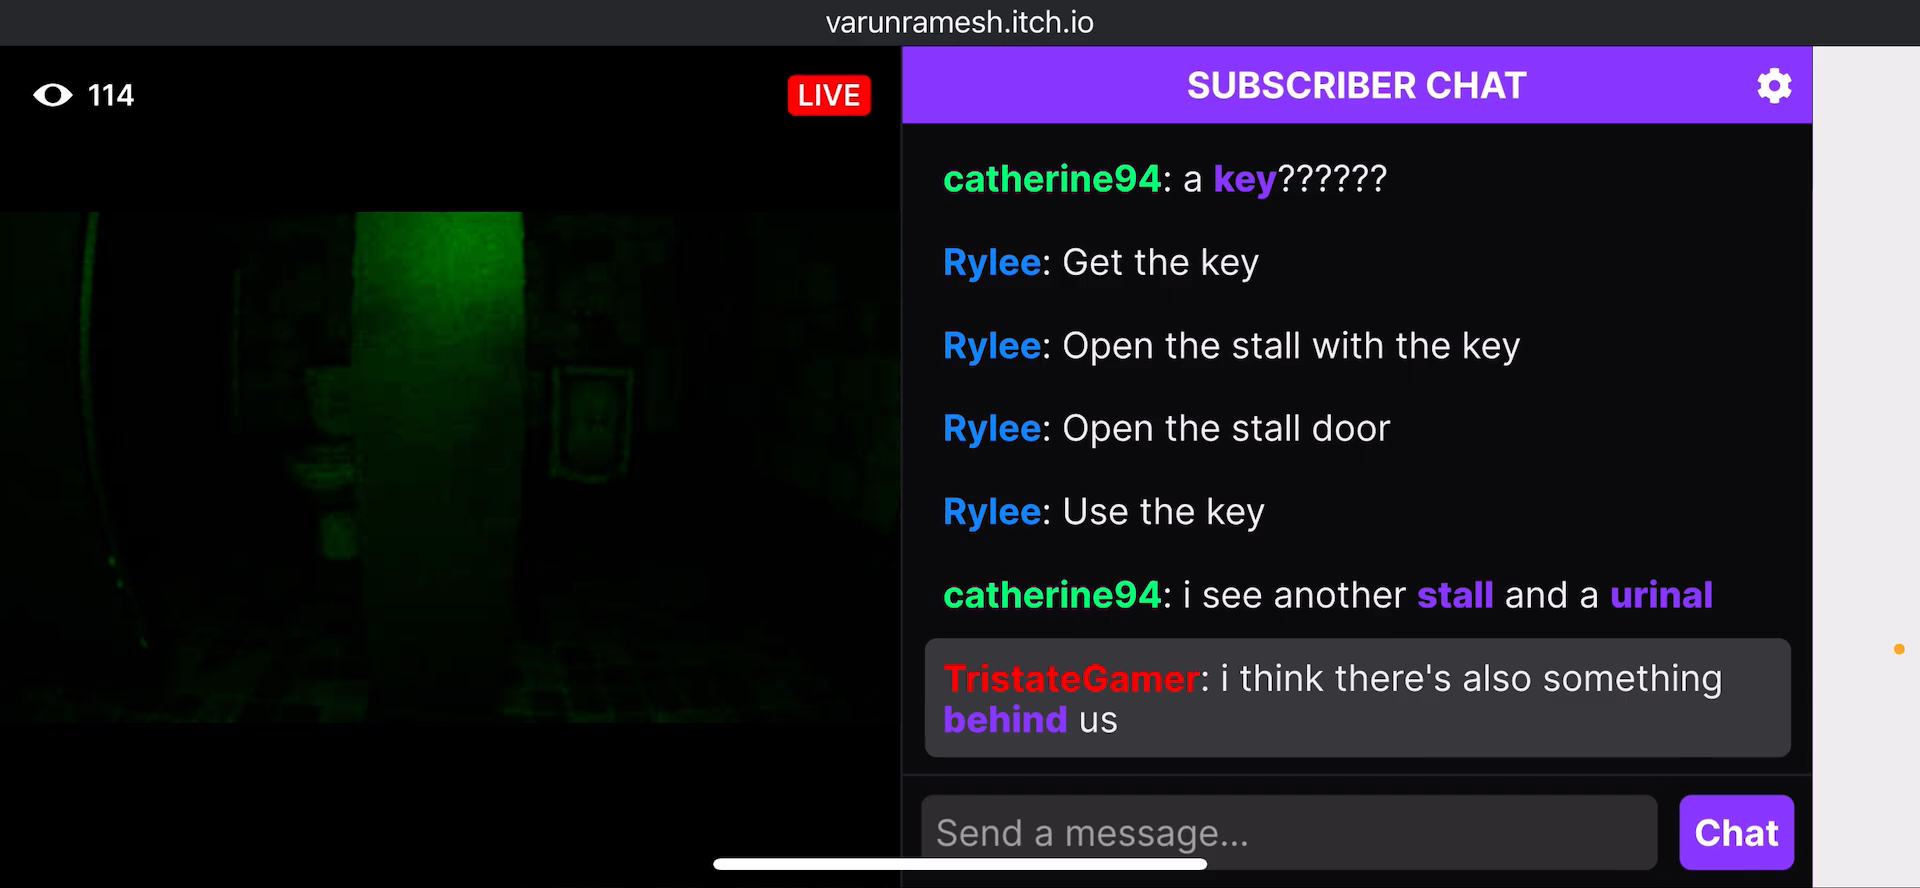 varunramesh.itch.io
114
LIVE
SUBSCRIBER CHAT
catherine94: a key??????
Rylee: Get the key
Rylee: Open the stall with the key
Rylee: Open the stall door
Rylee: Use the key
catherine94: i see another stall and a urinal
TristateGamer: i think there's also something
behind us
Send a message...
Chat